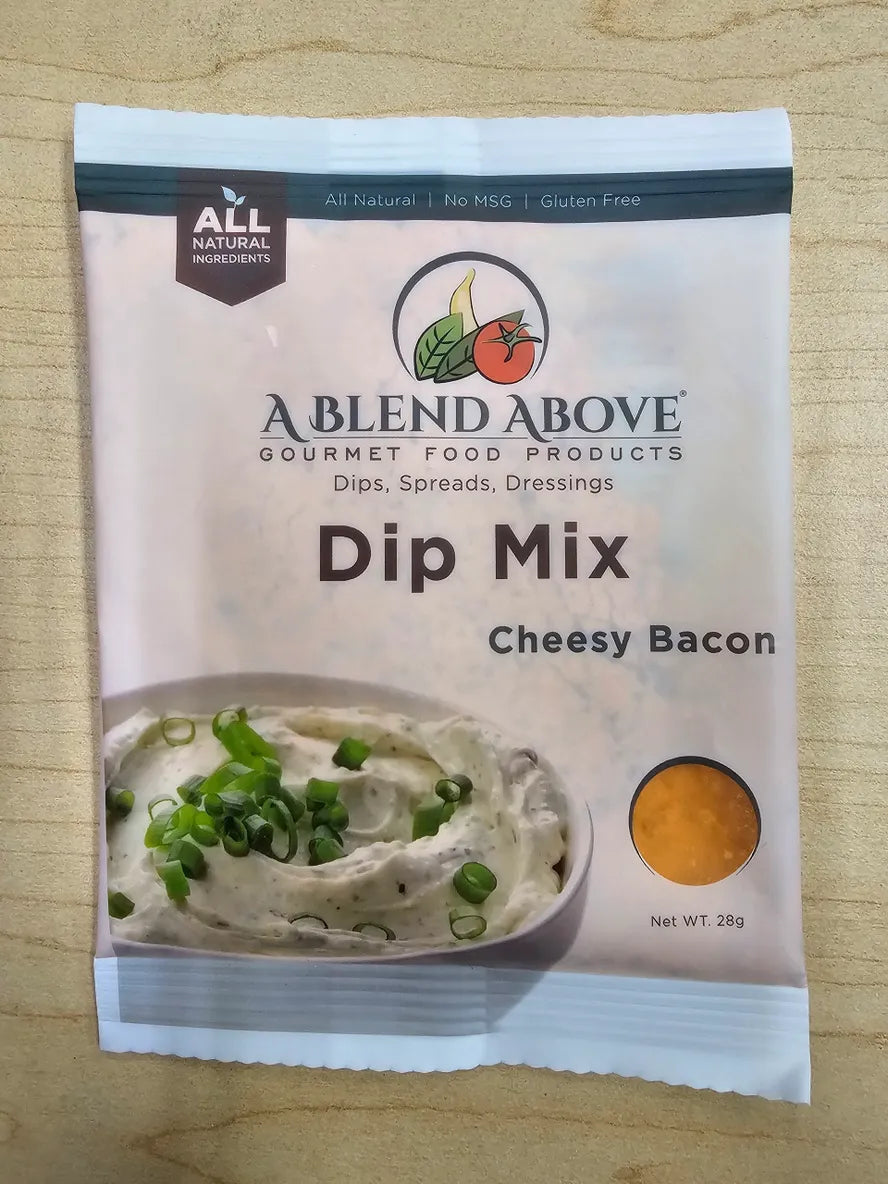 All Natural | No MSG | Gluten Free
ALL
NATURAL
INGREDIENTS
A BLEND ABOVE®
GOURMET FOOD PRODUCTS
Dips, Spreads, Dressings
Dip Mix
Cheesy Bacon
Net WT. 28g